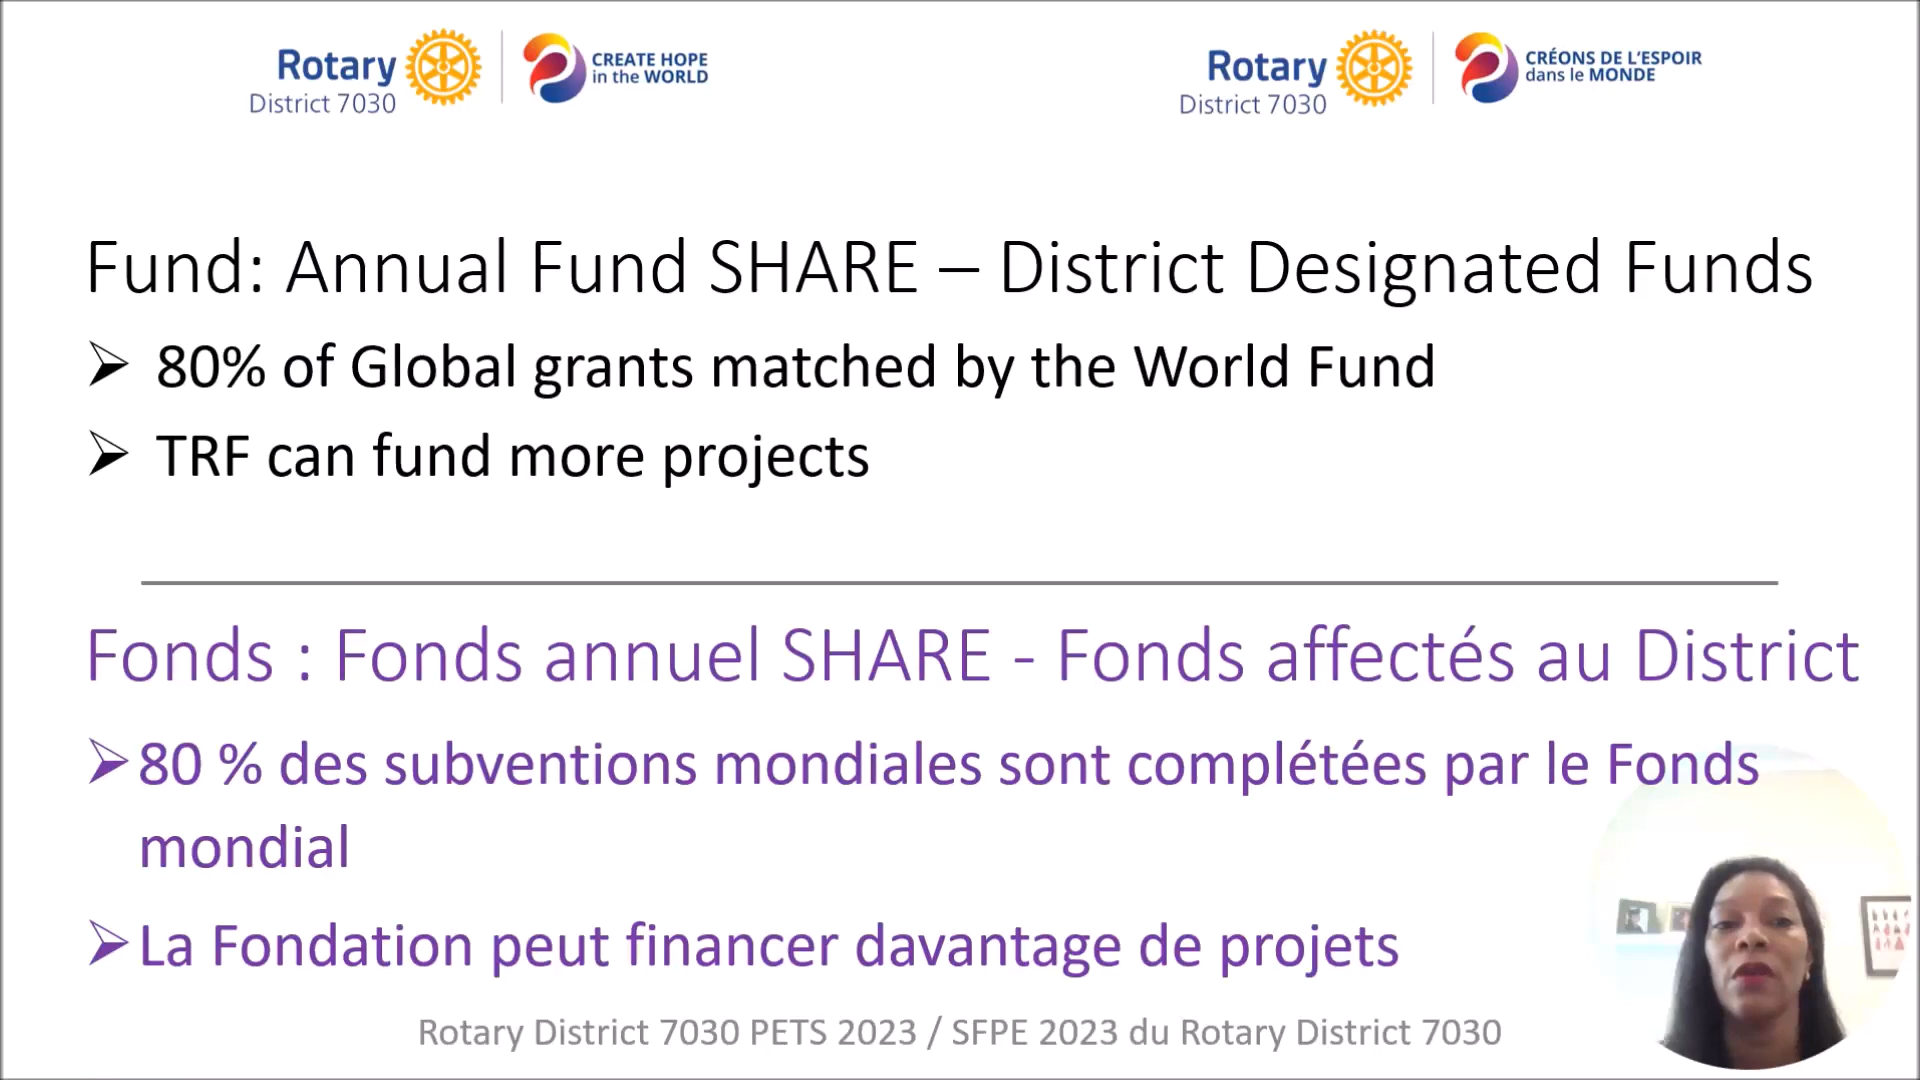 Rotary
District 7030
CREATE HOPE
in the WORLD
Rotary
District 7030
CRÉONS DE L'ESPOIR
dans le MONDE
Fund: Annual Fund SHARE – District Designated Funds
80% of Global grants matched by the World Fund
TRF can fund more projects
Fonds : Fonds annuel SHARE - Fonds affectés au District
80 % des subventions mondiales sont complétées par le Fonds
mondial
La Fondation peut financer davantage de projets
Rotary District 7030 PETS 2023 / SFPE 2023 du Rotary District 7030